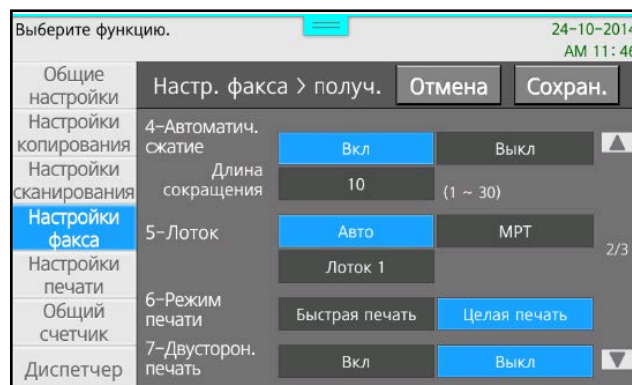 Выберите функцию.
24-10-2014
AM 11:46
Общие
настройки
Настройки
копирования
Настройки
сканирования
Настройки
факса
Настройки
печати
Общий
счетчик
Диспетчер
Настр. факса > получ.
Отмена
Сохран.
4-Автоматич.
сжатие
Вкл
Выкл
Длина
сокращения
10
(1 ~ 30)
5-Лоток
Авто
МРТ
Лоток 1
2/3
6-Режим
печати
Быстрая печать
Целая печать
7-Двусторон.
печать
Вкл
Выкл